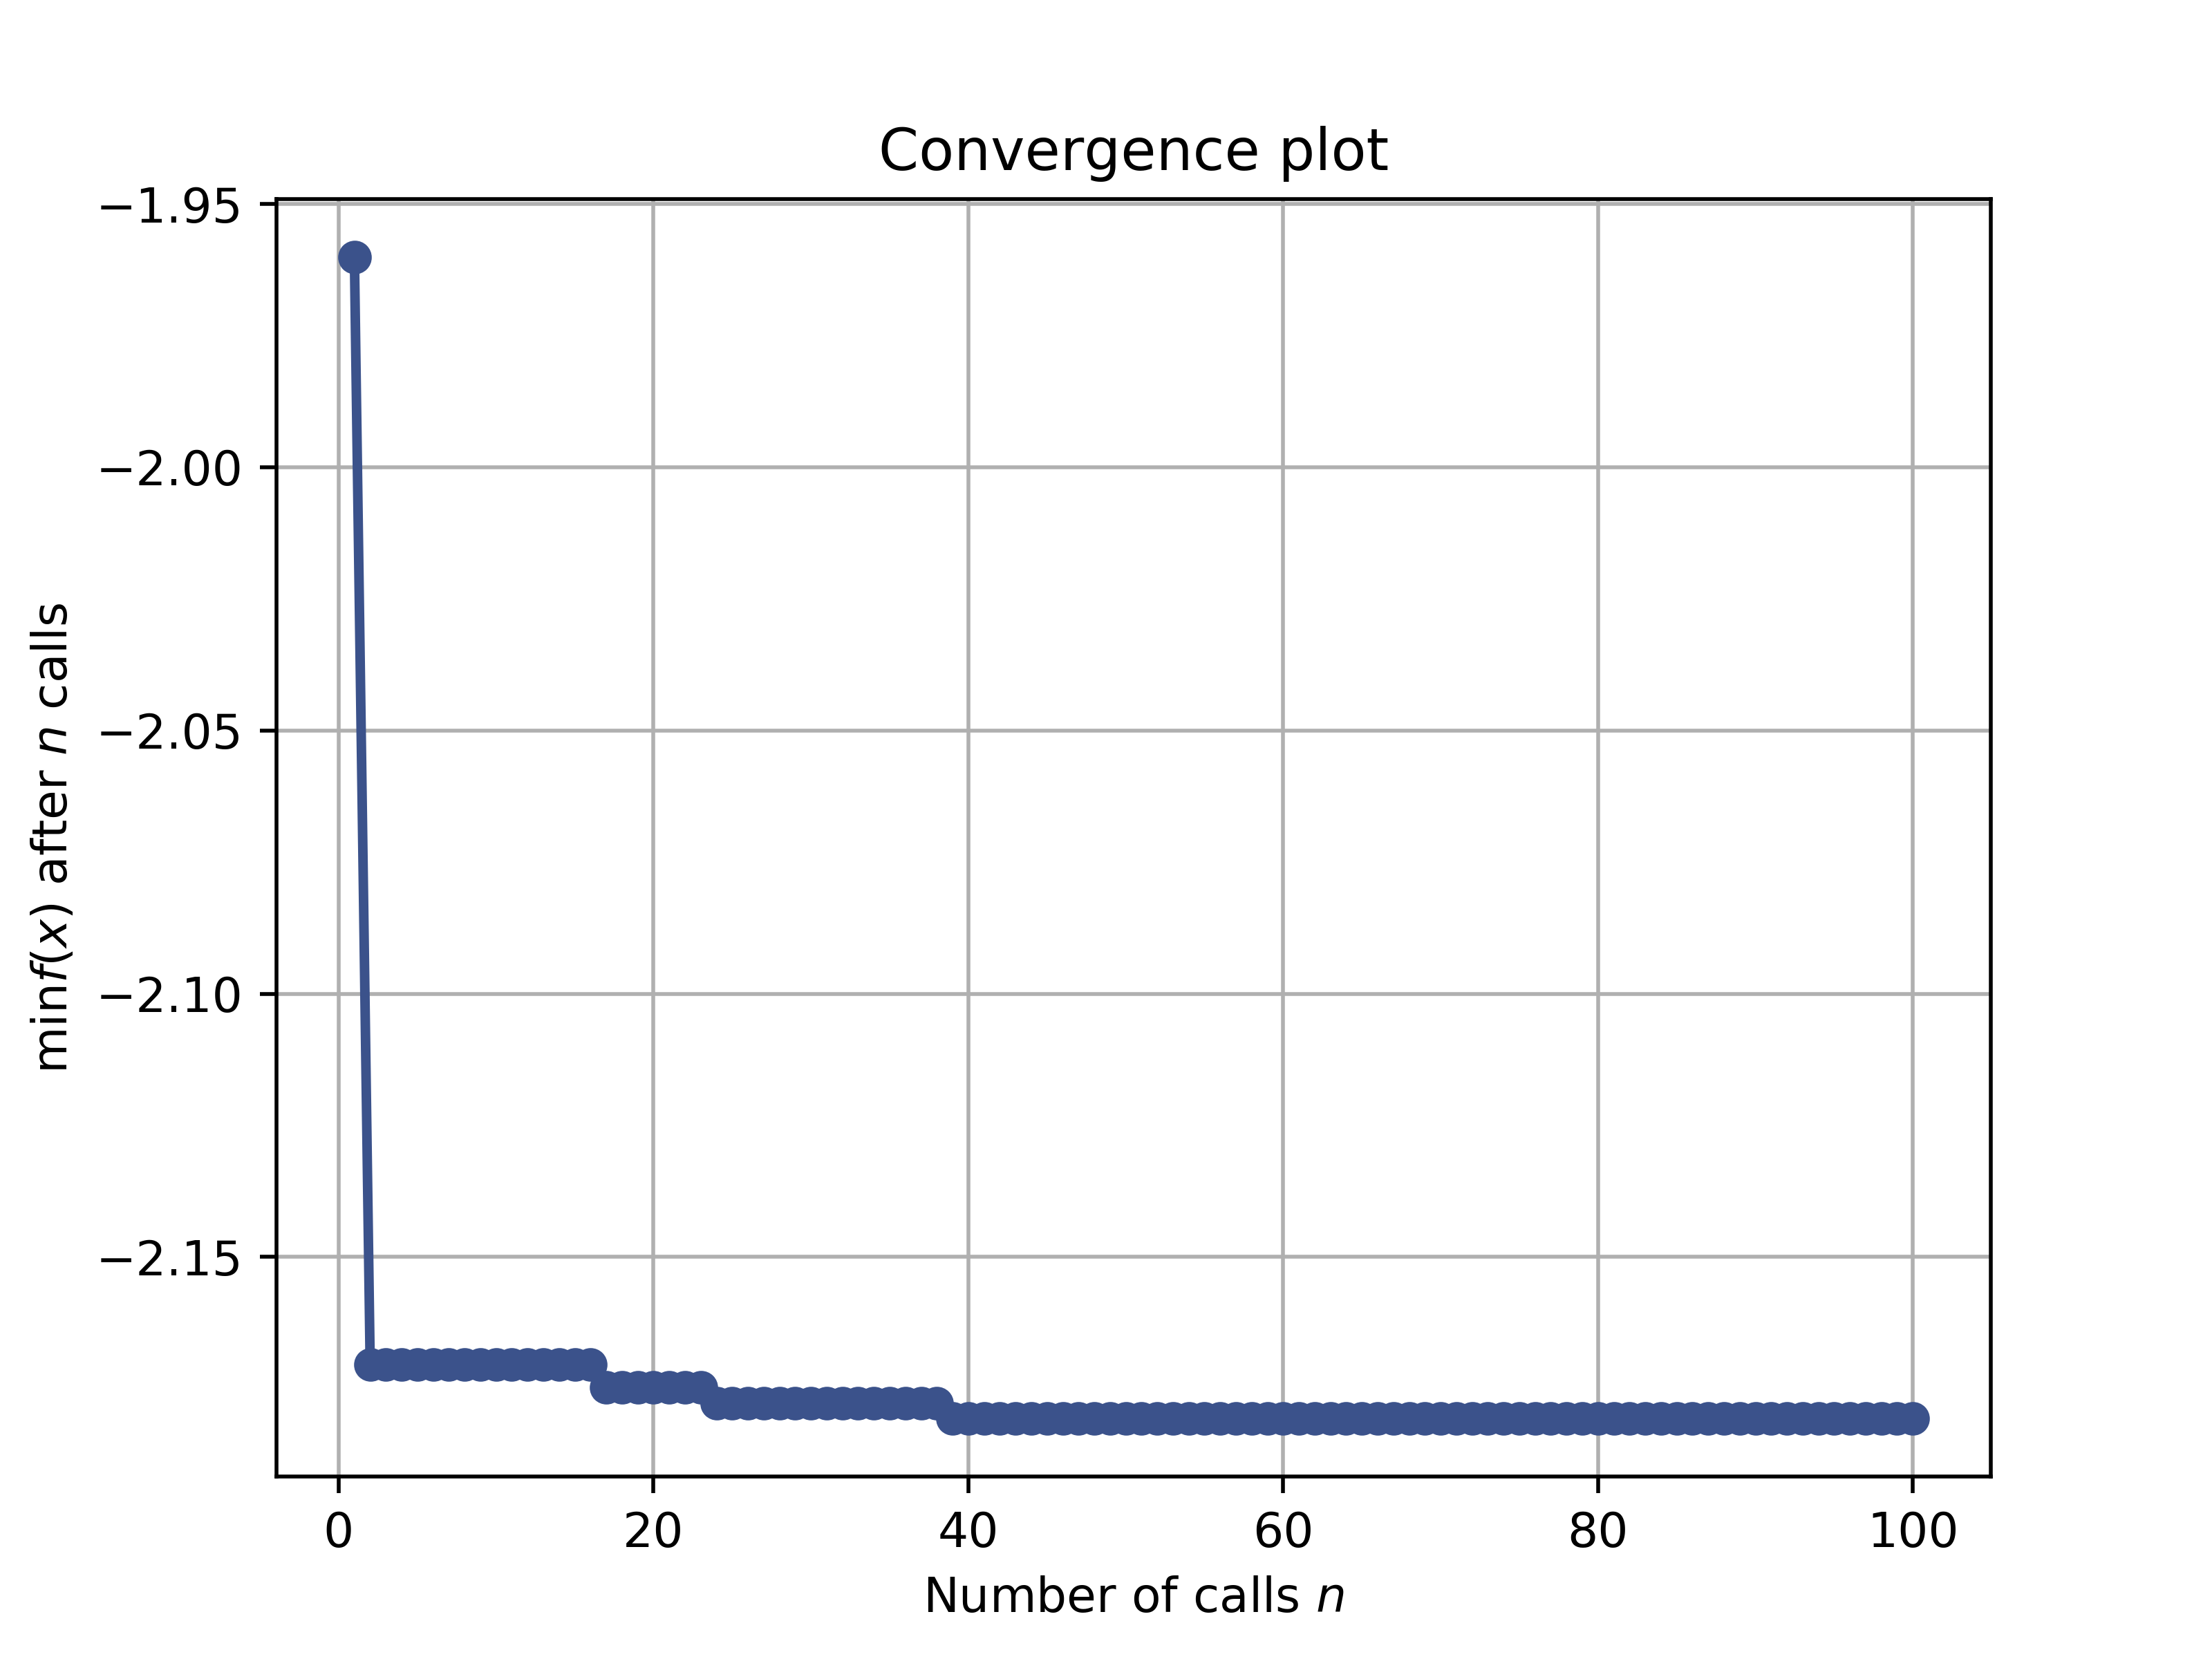 Convergence plot
−1.95
−2.00
−2.05
−2.10
−2.15
min f(x) after n calls
0 20 40 60 80 100
Number of calls n